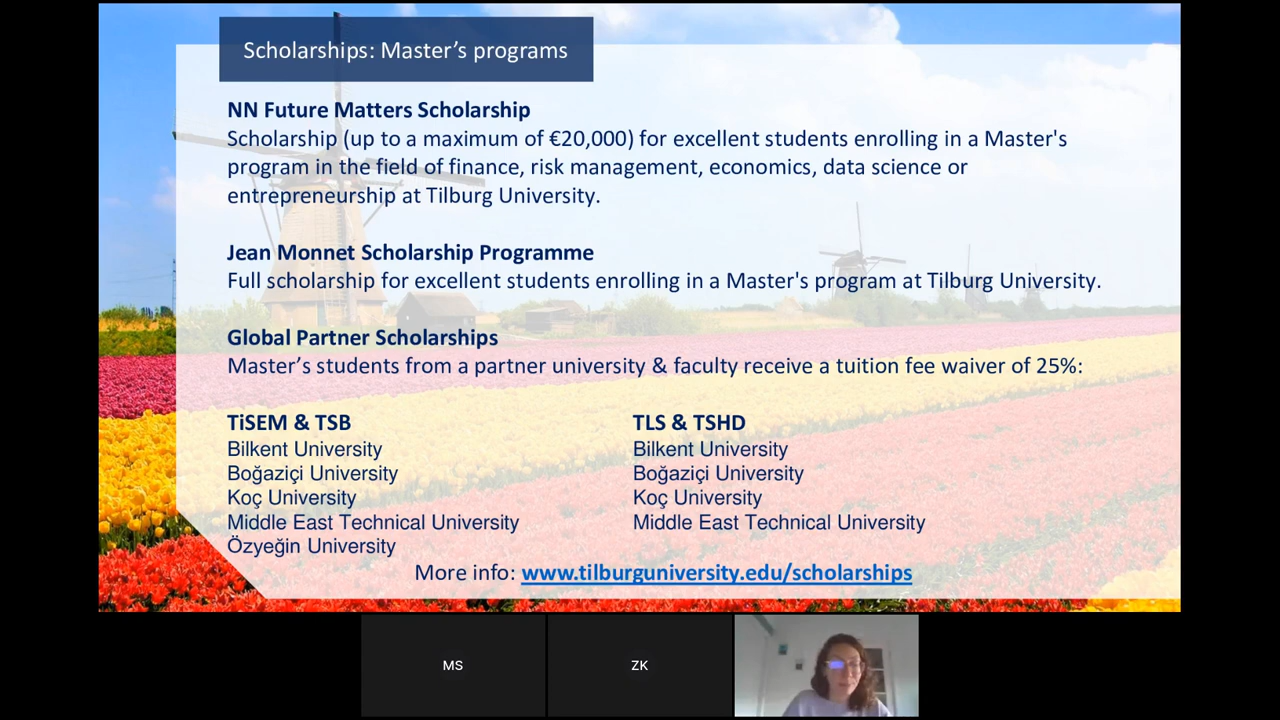 Scholarships: Master’s programs
NN Future Matters Scholarship
Scholarship (up to a maximum of €20,000) for excellent students enrolling in a Master's
program in the field of finance, risk management, economics, data science or
entrepreneurship at Tilburg University.
Jean Monnet Scholarship Programme
Full scholarship for excellent students enrolling in a Master's program at Tilburg University.
Global Partner Scholarships
Master’s students from a partner university & faculty receive a tuition fee waiver of 25%:
TiSEM & TSB
Bilkent University
Boğaziçi University
Koç University
Middle East Technical University
Özyeğin University
TLS & TSHD
Bilkent University
Boğaziçi University
Koç University
Middle East Technical University
More info: www.tilburguniversity.edu/scholarships
MS
ZK